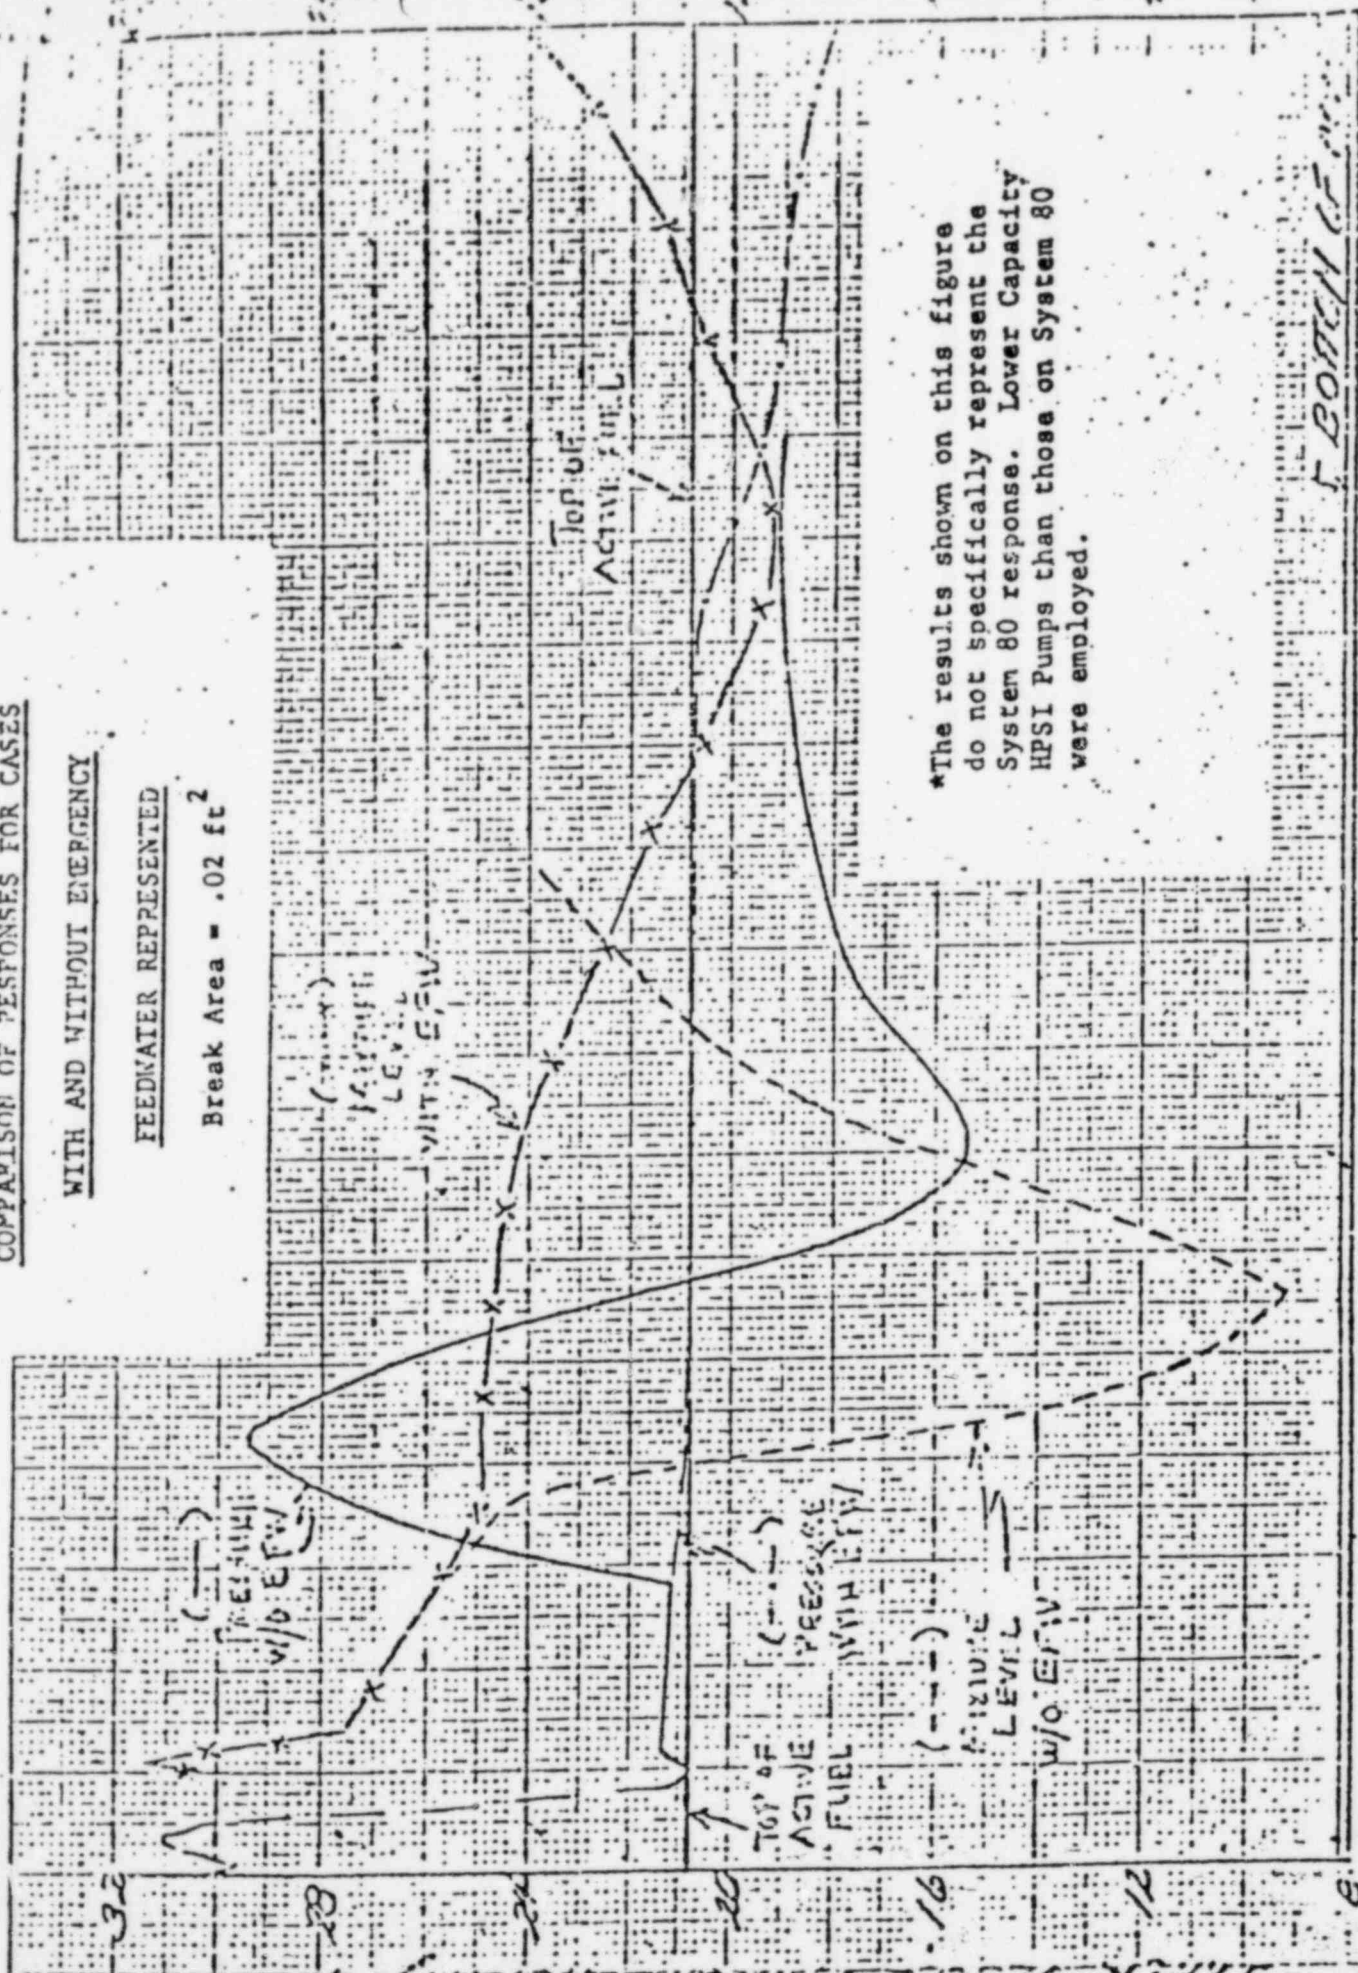 COMPARISON OF RESPONSES FOR CASES
WITH AND WITHOUT EMERGENCY
FEEDWATER REPRESENTED
Break Area = .02 ft²
32
28
24
20
16
12
8
(——)
W/O EFW
LEVEL
WITH EFW
TOP OF
ACTIVE FUEL
TOP OF
ACTIVE
FUEL
(—·—)
PRESSURE
WITH EFW
(----)
LEVEL
W/O EFW
*The results shown on this figure
do not specifically represent the
System 80 response. Lower Capacity
HPSI Pumps than those on System 80
were employed.